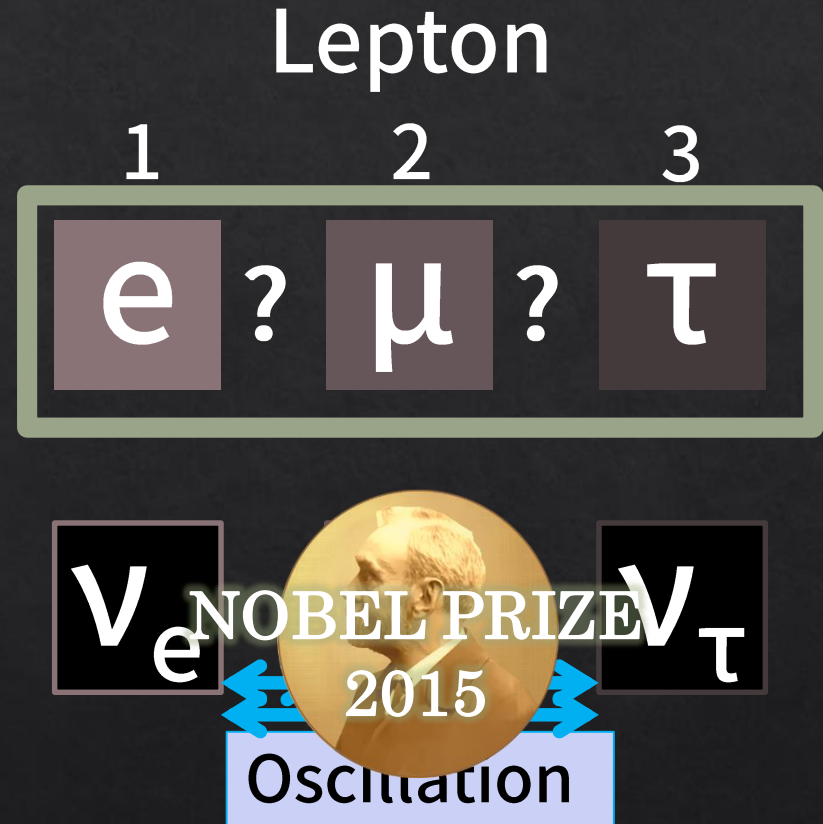 Lepton
1 2 3
e ? μ ? τ
νe ντ
NOBEL PRIZE
2015
Oscillation